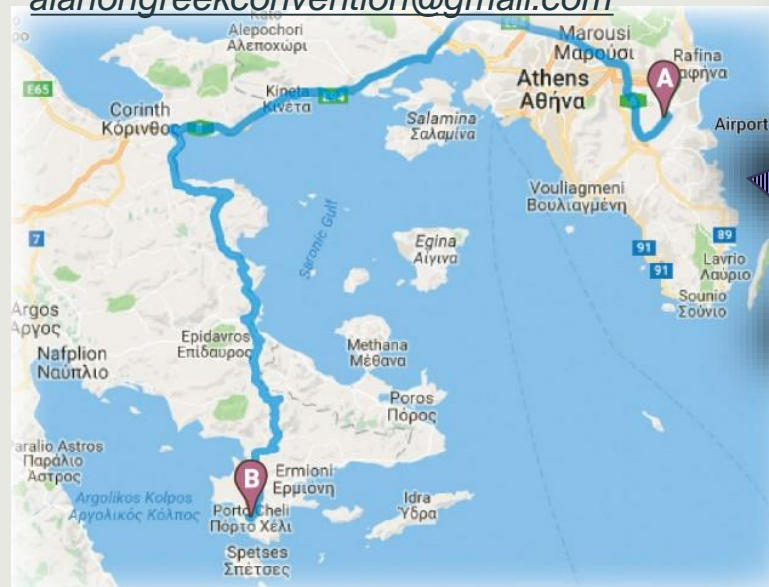 alanongreekconvention@gmail.com
Kato
Alepochori
Αλεποχώρι
Marousi
Μαρούσι
Rafina
Ραφήνα
E65
Athens
Αθήνα
A
Kineta
Κινέτα
Corinth
Κόρινθος
Salamina
Σαλαμίνα
Airport
Vouliagmeni
Βουλιαγμένη
Saronic Gulf
7
Egina
Αίγινα
91
89
91
Lavrio
Λαύριο
Sounio
Σούνιο
Argos
Άργος
Epidavros
Επίδαυρος
Methana
Μέθανα
Nafplion
Ναύπλιο
Poros
Πόρος
Paralio Astros
Παράλιο
Άστρος
B
Ermioni
Ερμιόνη
Argolikos Kolpos
Αργολικός Κόλπος
Porto Cheli
Πόρτο Χέλι
Idra
Ύδρα
Spetses
Σπέτσες